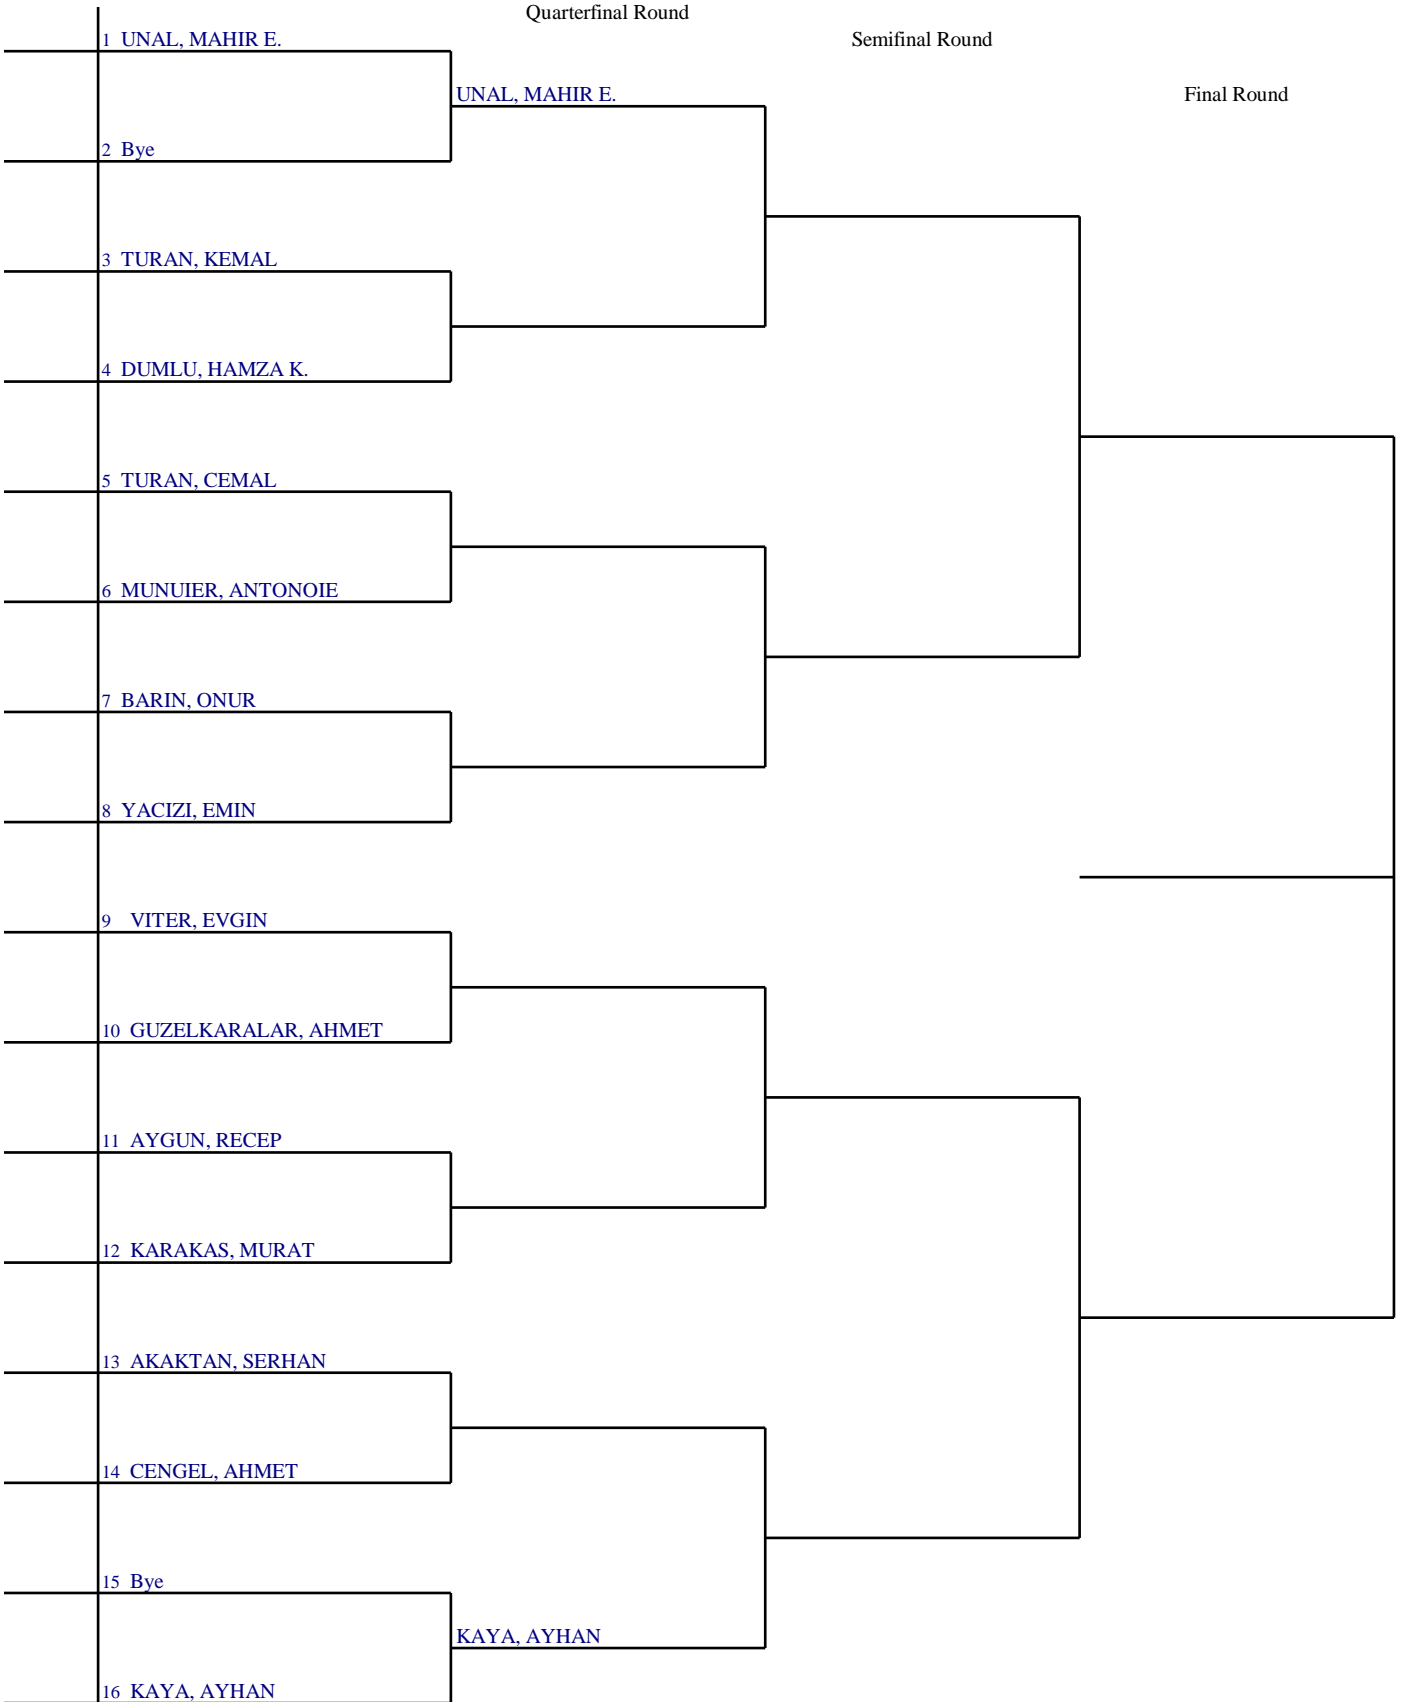 Quarterfinal Round
1 UNAL, MAHIR E.
Semifinal Round
UNAL, MAHIR E.
Final Round
2 Bye
3 TURAN, KEMAL
4 DUMLU, HAMZA K.
5 TURAN, CEMAL
6 MUNUIER, ANTONOIE
7 BARIN, ONUR
8 YACIZI, EMIN
9 VITER, EVGIN
10 GUZELKARALAR, AHMET
11 AYGUN, RECEP
12 KARAKAS, MURAT
13 AKAKTAN, SERHAN
14 CENGEL, AHMET
15 Bye
KAYA, AYHAN
16 KAYA, AYHAN